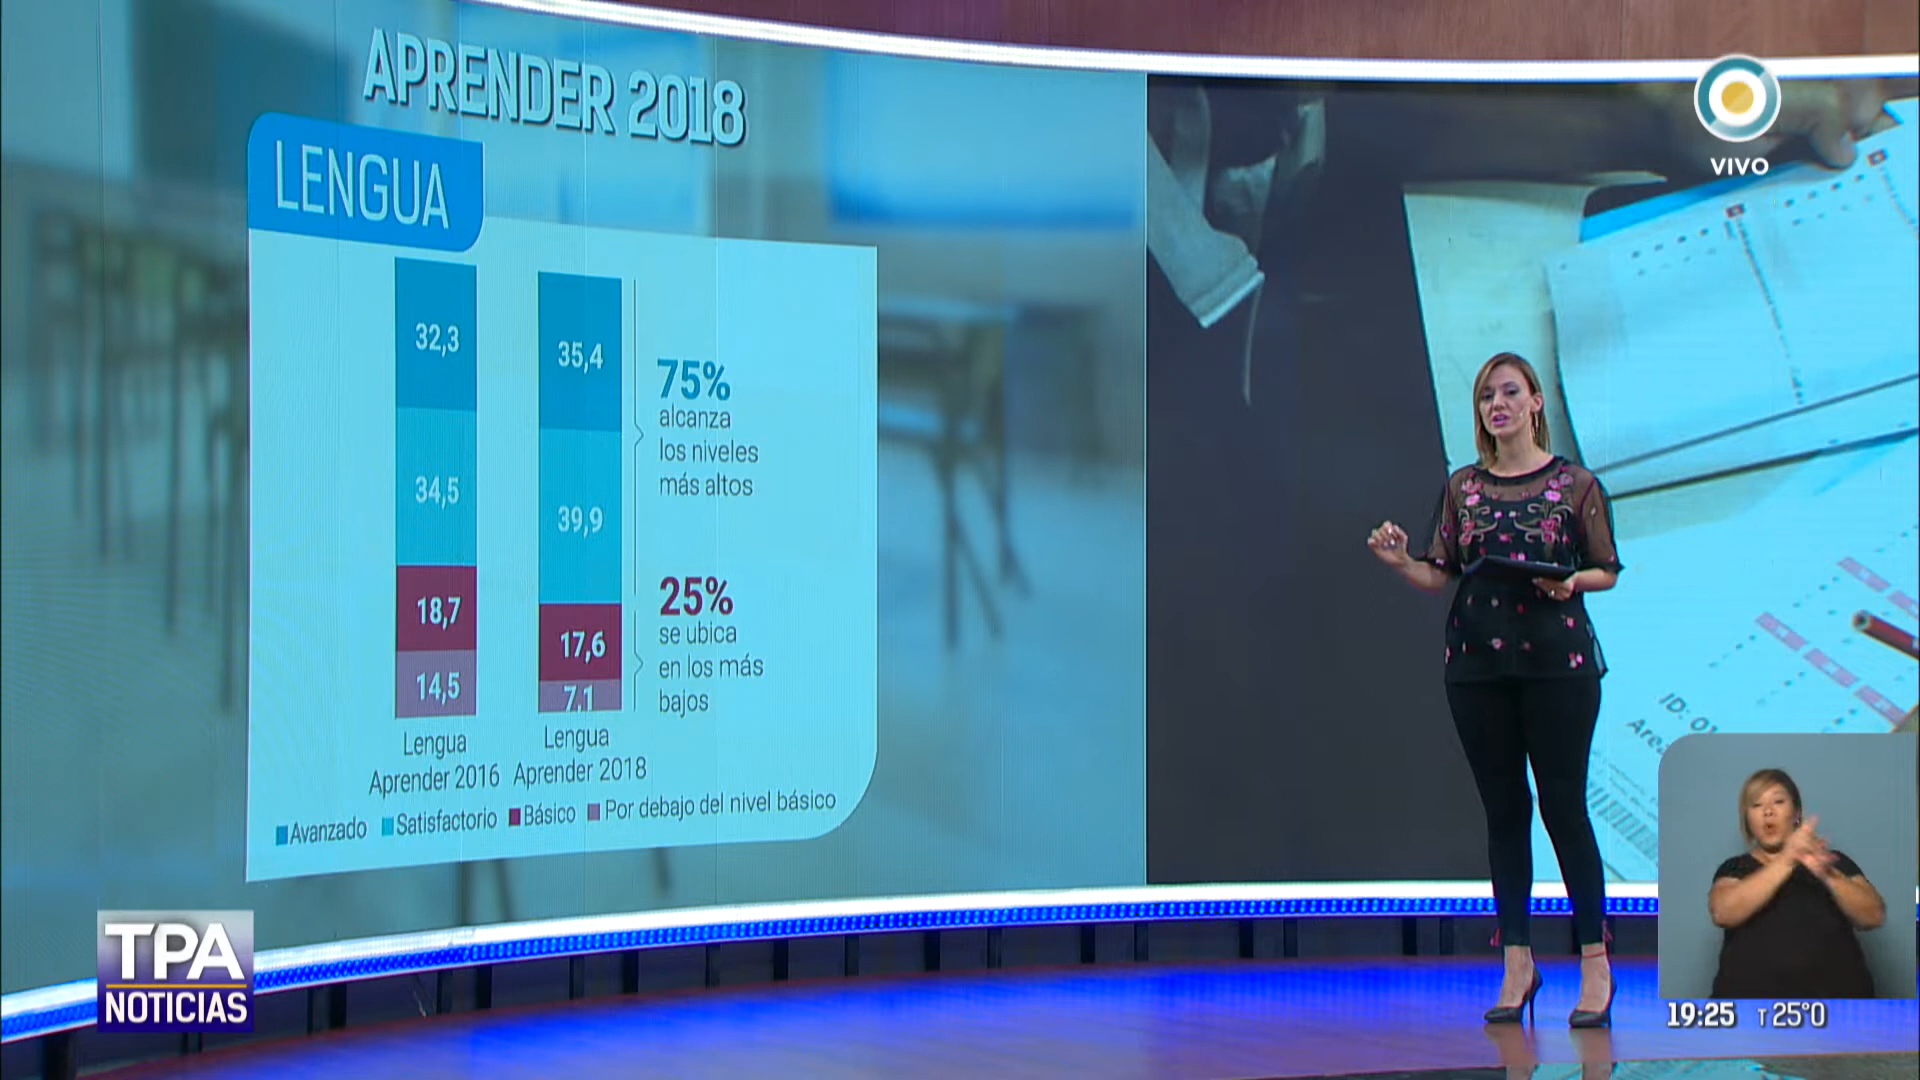 APRENDER 2018
LENGUA
32,3
34,5
18,7
14,5
35,4
39,9
17,6
7,1
75%
alcanza
los niveles
más altos
25%
se ubica
en los más
bajos
Lengua
Aprender 2016
Lengua
Aprender 2018
Avanzado Satisfactorio Básico Por debajo del nivel básico
VIVO
TPA
NOTICIAS
19:25 T 25°0